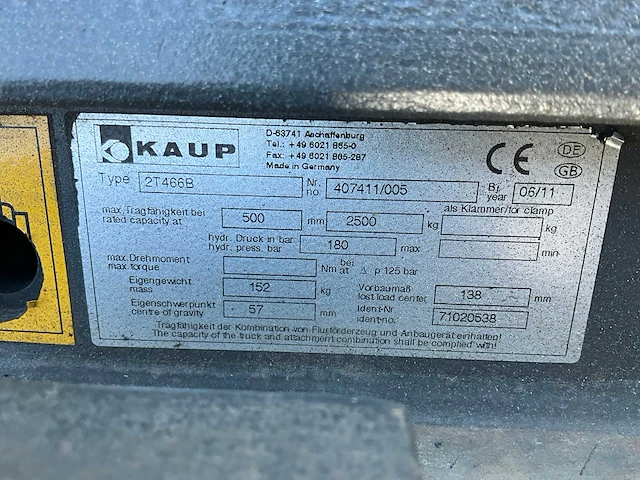 KAUP
D-63741 Aschaffenburg
Tel.: +49 6021 865-0
Fax: +49 6021 865-287
Made in Germany
CE
DE
GB
Type 2T466B Nr. no. 407411/005 Bj year 06/11
max. Tragfähigkeit bei rated capacity at 500 mm 2500 kg als Klammer/for clamp kg
hydr. Druck in bar hydr. press. bar 180 max min
max. Drehmoment max. torque Nm bei at Δ p 125 bar
Eigengewicht mass 152 kg Vorbaumaß lost load center 138 mm
Eigenschwerpunkt centre of gravity 57 mm Ident-Nr. ident-no. 71020538
Tragfähigkeit der Kombination von Flurförderzeug und Anbaugerät einhalten!
The capacity of the truck and attachment combination shall be complied with!